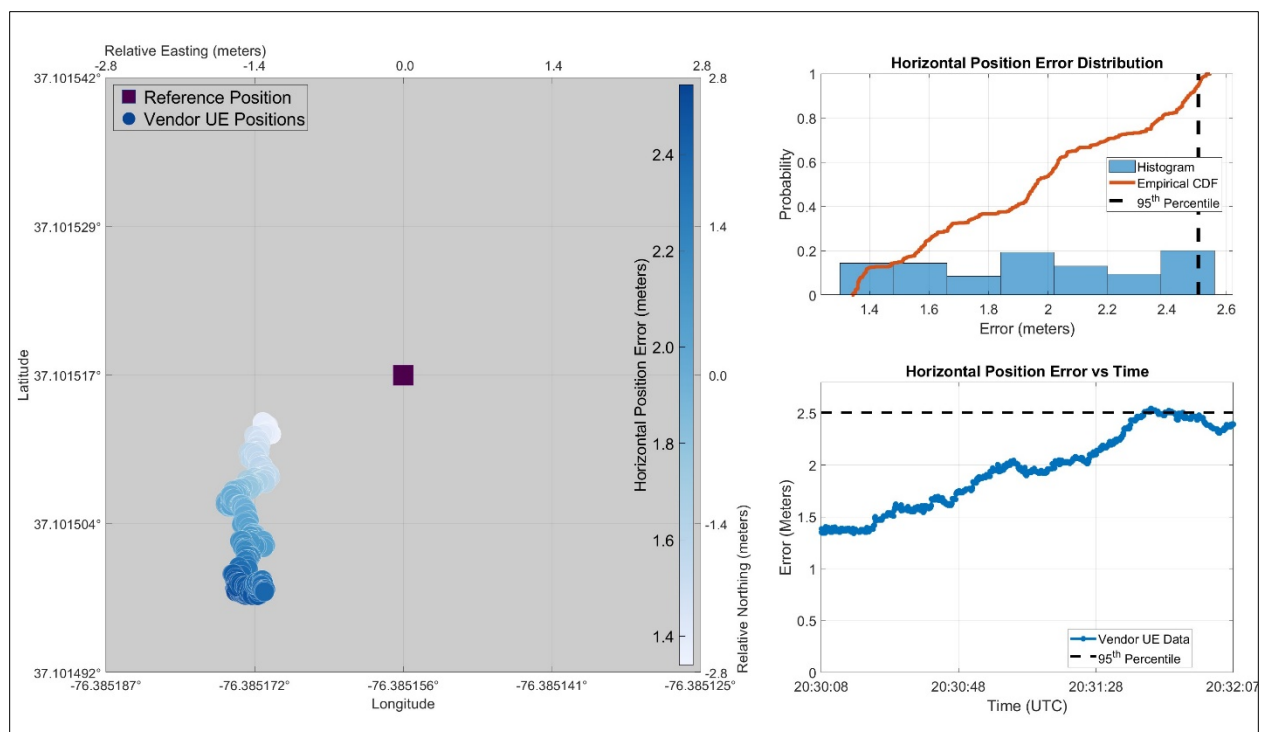 Relative Easting (meters)
-2.8 -1.4 0.0 1.4 2.8
37.101542°
37.101529°
37.101517°
37.101504°
37.101492°
Latitude
Reference Position
Vendor UE Positions
-76.385187° -76.385172° -76.385156° -76.385141° -76.385125°
Longitude
Horizontal Position Error (meters)
2.4
2.2
2.0
1.8
1.6
1.4
2.8
1.4
0.0
-1.4
-2.8
Relative Northing (meters)
Horizontal Position Error Distribution
Probability
1
0.8
0.6
0.4
0.2
0
Histogram
Empirical CDF
95th Percentile
1.4 1.6 1.8 2 2.2 2.4 2.6
Error (meters)
Horizontal Position Error vs Time
Error (Meters)
2.5
2
1.5
1
0.5
0
Vendor UE Data
95th Percentile
20:30:08 20:30:48 20:31:28 20:32:07
Time (UTC)